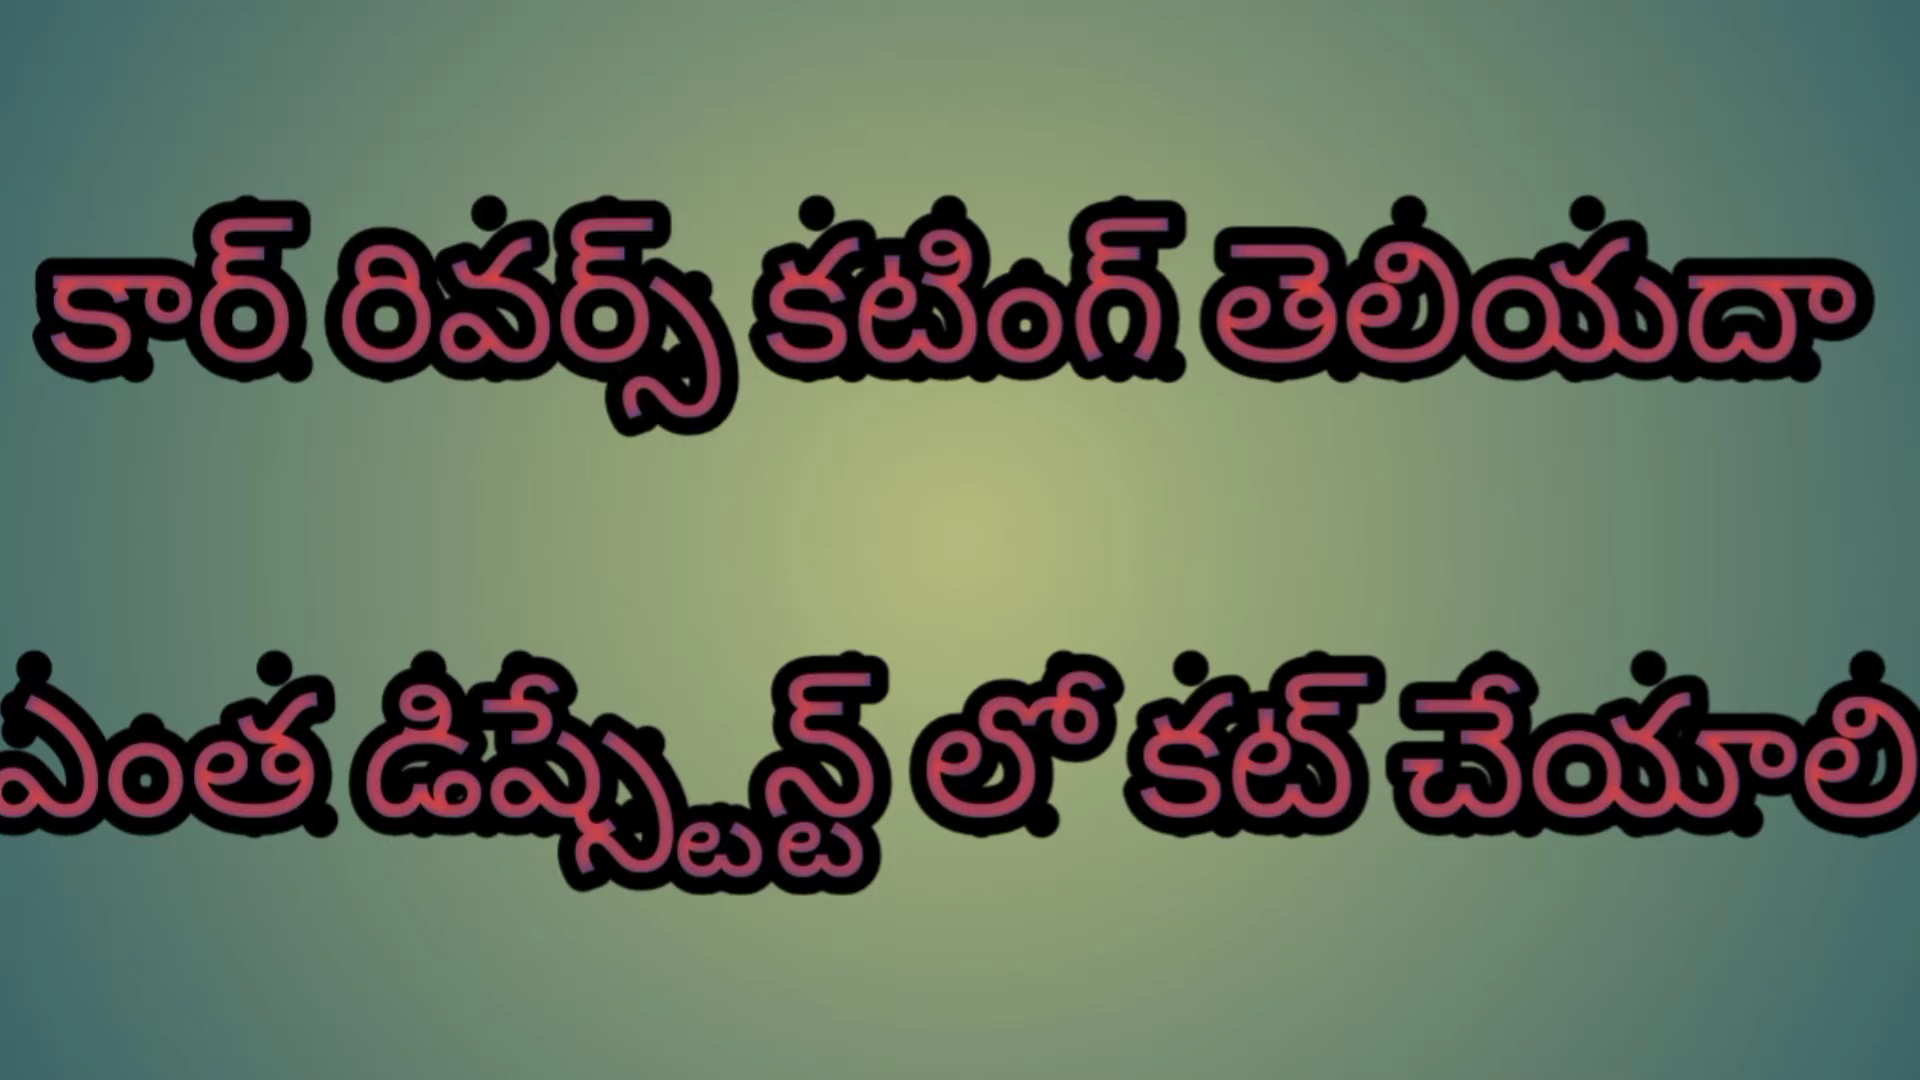 కార్ రివర్స్ కటింగ్ తెలియదా
ఎంత డిప్స్టేన్ట్ లో కట్ చేయాలి